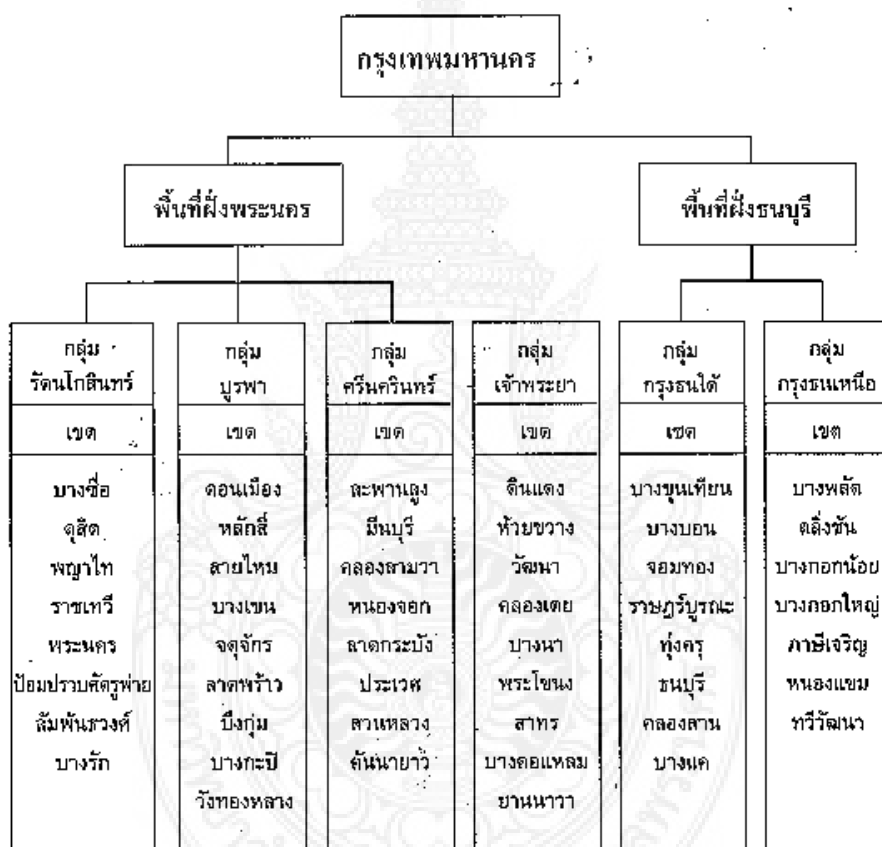 กรุงเทพมหานคร
พื้นที่ฝั่งพระนคร
พื้นที่ฝั่งธนบุรี
กลุ่ม
รัตนโกสินทร์
เขต
บางซื่อ
ดุสิต
พญาไท
ราชเทวี
พระนคร
ป้อมปราบศัตรูพ่าย
สัมพันธวงศ์
บางรัก
กลุ่ม
บูรพา
เขต
ดอนเมือง
หลักสี่
สายไหม
บางเขน
จตุจักร
ลาดพร้าว
บึงกุ่ม
บางกะปิ
วังทองหลาง
กลุ่ม
ศรีนครินทร์
เขต
สะพานสูง
มีนบุรี
คลองสามวา
หนองจอก
ลาดกระบัง
ประเวศ
สวนหลวง
คันนายาว
กลุ่ม
เจ้าพระยา
เขต
ดินแดง
ห้วยขวาง
วัฒนา
คลองเตย
บางนา
พระโขนง
สาทร
บางคอแหลม
ยานนาวา
กลุ่ม
กรุงธนใต้
เขต
บางขุนเทียน
บางบอน
จอมทอง
ราษฎร์บูรณะ
ทุ่งครุ
ธนบุรี
คลองสาน
บางแค
กลุ่ม
กรุงธนเหนือ
เขต
บางพลัด
ตลิ่งชัน
บางกอกน้อย
บางกอกใหญ่
ภาษีเจริญ
หนองแขม
ทวีวัฒนา